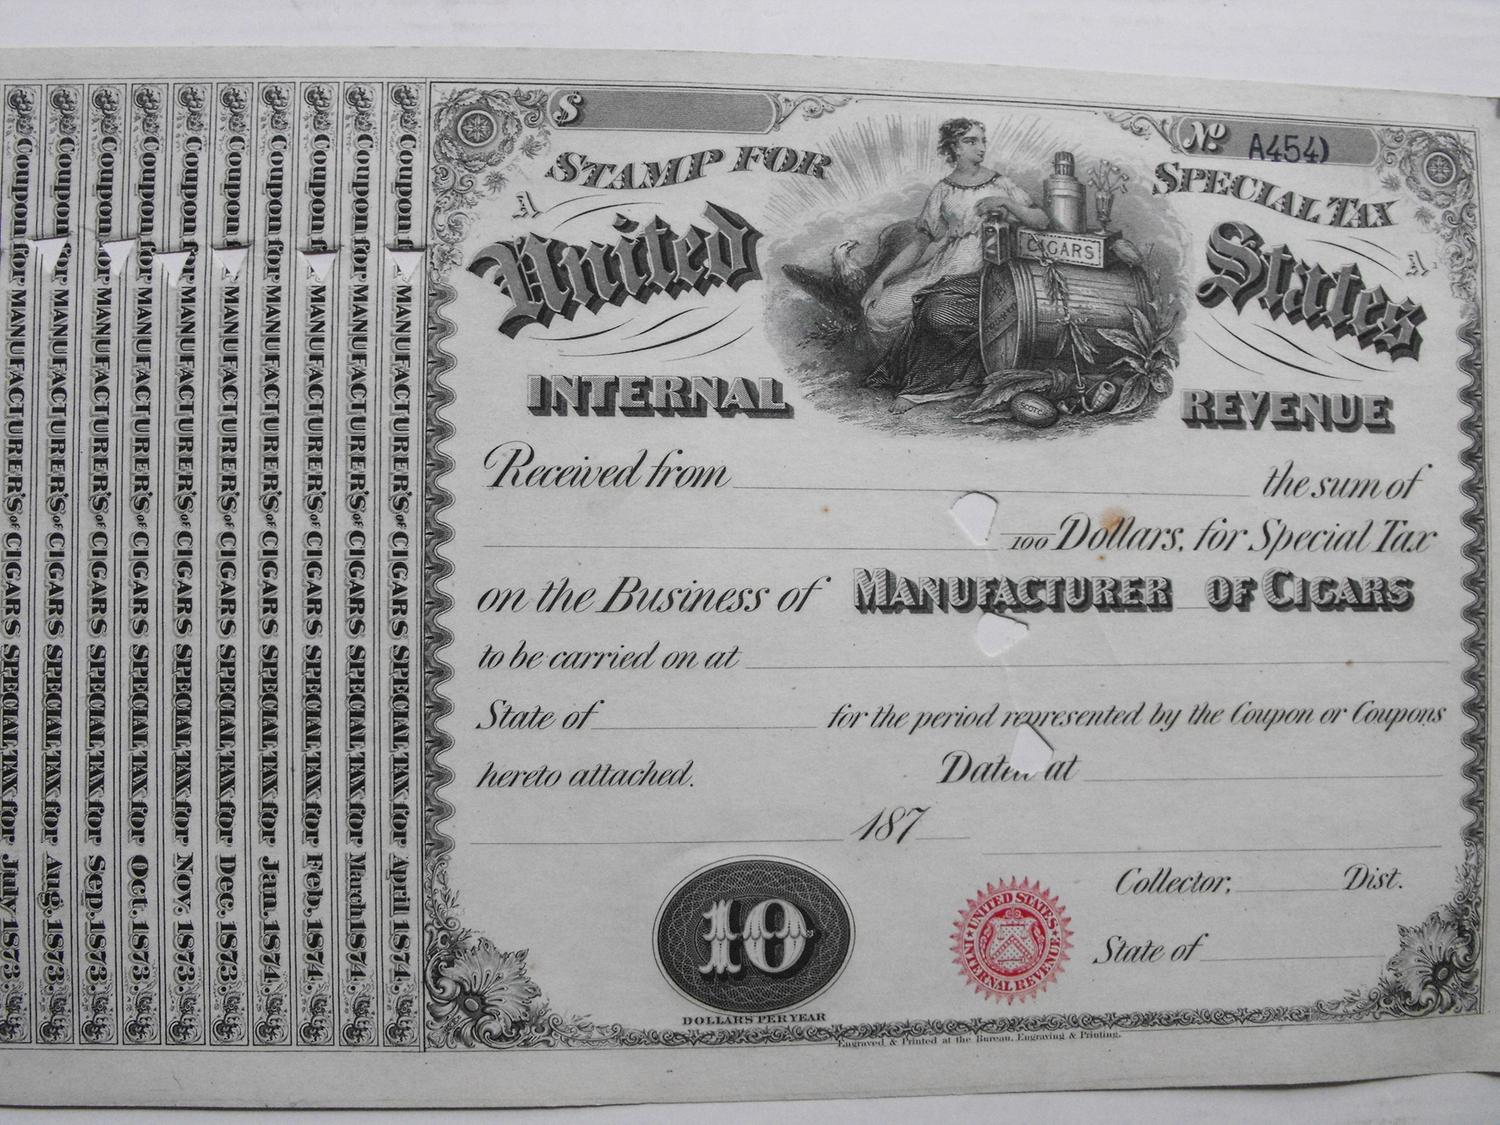 Coupon for MANUFACTURER'S of CIGARS SPECIAL TAX for July 1873.
Coupon for MANUFACTURER'S of CIGARS SPECIAL TAX for Aug. 1873.
Coupon for MANUFACTURER'S of CIGARS SPECIAL TAX for Sep. 1873.
Coupon for MANUFACTURER'S of CIGARS SPECIAL TAX for Oct. 1873.
Coupon for MANUFACTURER'S of CIGARS SPECIAL TAX for Nov. 1873.
Coupon for MANUFACTURER'S of CIGARS SPECIAL TAX for Dec. 1873.
Coupon for MANUFACTURER'S of CIGARS SPECIAL TAX for Jan. 1874.
Coupon for MANUFACTURER'S of CIGARS SPECIAL TAX for Feb. 1874.
Coupon for MANUFACTURER'S of CIGARS SPECIAL TAX for March 1874.
Coupon for MANUFACTURER'S of CIGARS SPECIAL TAX for April 1874.
$
No A454)
STAMP FOR SPECIAL TAX
A A
United States
CIGARS
SCOTCH
INTERNAL REVENUE
Received from the sum of
100 Dollars, for Special Tax
on the Business of MANUFACTURER OF CIGARS
to be carried on at
State of for the period represented by the Coupon or Coupons
hereto attached. Dated at
187
Collector, Dist.
State of
10
DOLLARS PER YEAR
UNITED STATES INTERNAL REVENUE
Engraved & Printed at the Bureau, Engraving & Printing.